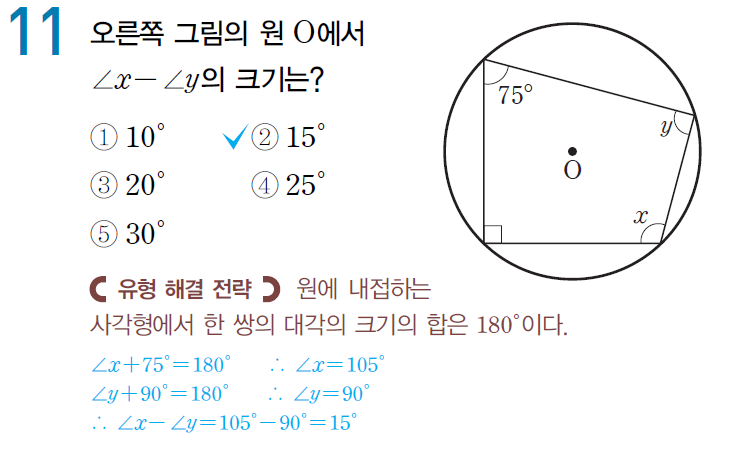 11 오른쪽 그림의 원 O에서
∠x-∠y의 크기는?
① 10° ✓② 15°
③ 20° ④ 25°
⑤ 30°
75°
y
O
x
유형 해결 전략 원에 내접하는
사각형에서 한 쌍의 대각의 크기의 합은 180°이다.
∠x+75°=180° ∴ ∠x=105°
∠y+90°=180° ∴ ∠y=90°
∴ ∠x-∠y=105°-90°=15°